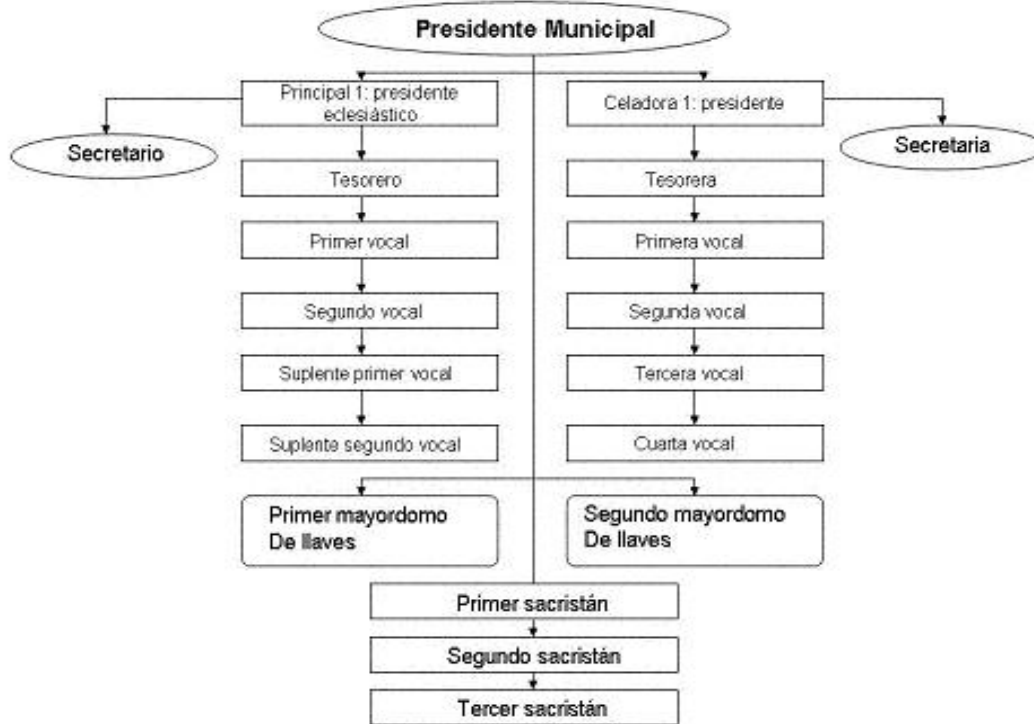 Presidente Municipal
Principal 1: presidente
eclesiástico
Celadora 1: presidente
Secretario
Secretaria
Tesorero
Tesorera
Primer vocal
Primera vocal
Segundo vocal
Segunda vocal
Suplente primer vocal
Tercera vocal
Suplente segundo vocal
Cuarta vocal
Primer mayordomo
De llaves
Segundo mayordomo
De llaves
Primer sacristán
Segundo sacristán
Tercer sacristán